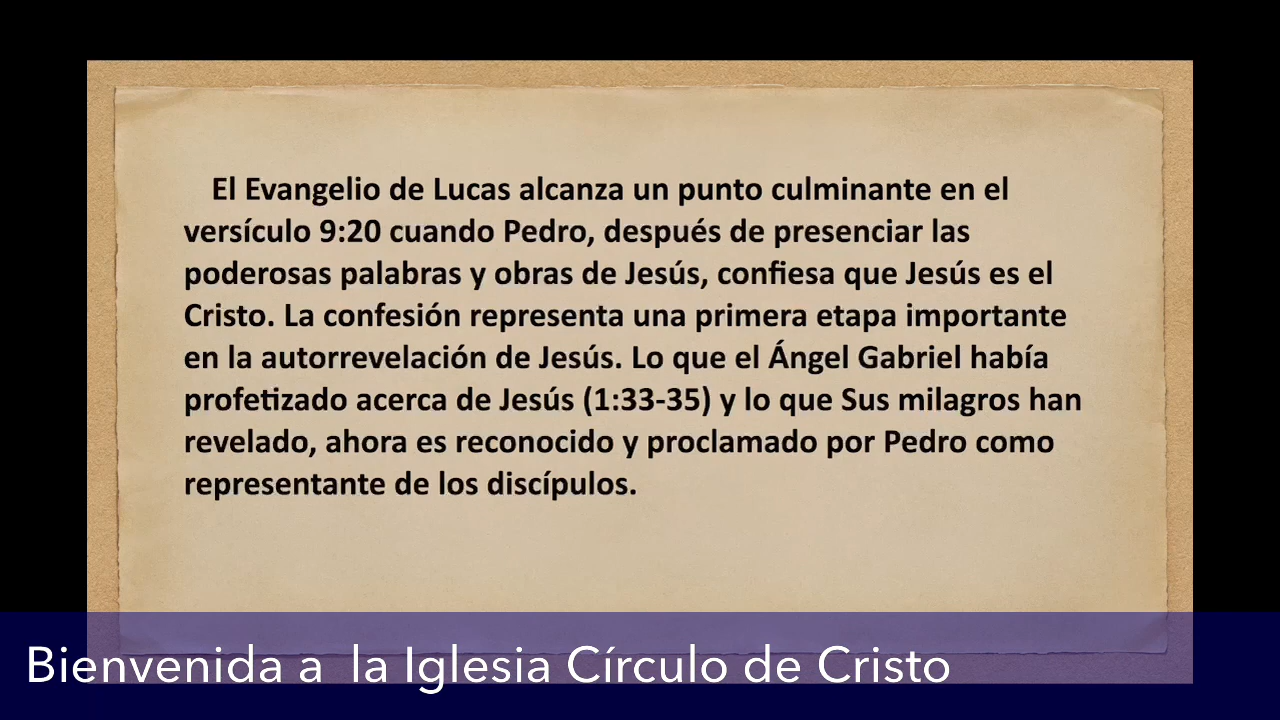 El Evangelio de Lucas alcanza un punto culminante en el
versículo 9:20 cuando Pedro, después de presenciar las
poderosas palabras y obras de Jesús, confiesa que Jesús es el
Cristo. La confesión representa una primera etapa importante
en la autorrevelación de Jesús. Lo que el Ángel Gabriel había
profetizado acerca de Jesús (1:33-35) y lo que Sus milagros han
revelado, ahora es reconocido y proclamado por Pedro como
representante de los discípulos.
Bienvenida a  la Iglesia Círculo de Cristo